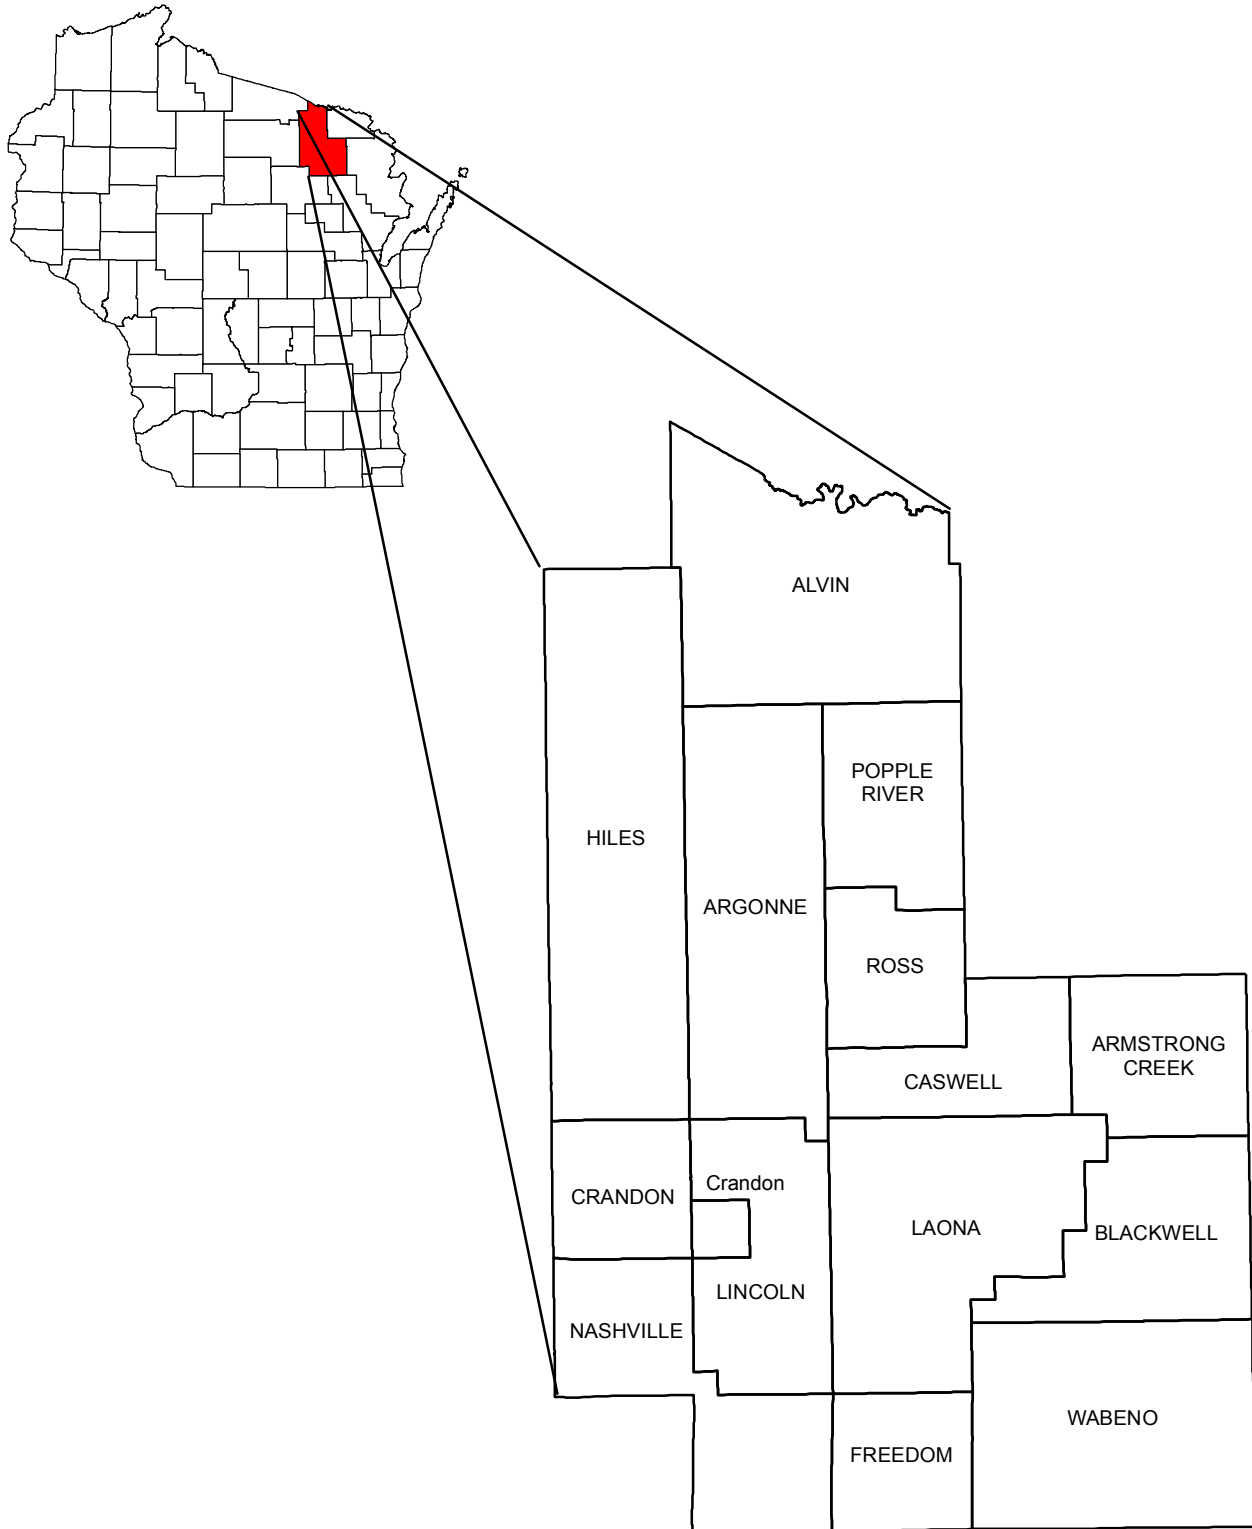 ALVIN
POPPLE
RIVER
HILES
ARGONNE
ROSS
ARMSTRONG
CREEK
CASWELL
Crandon
CRANDON
LAONA
BLACKWELL
LINCOLN
NASHVILLE
WABENO
FREEDOM